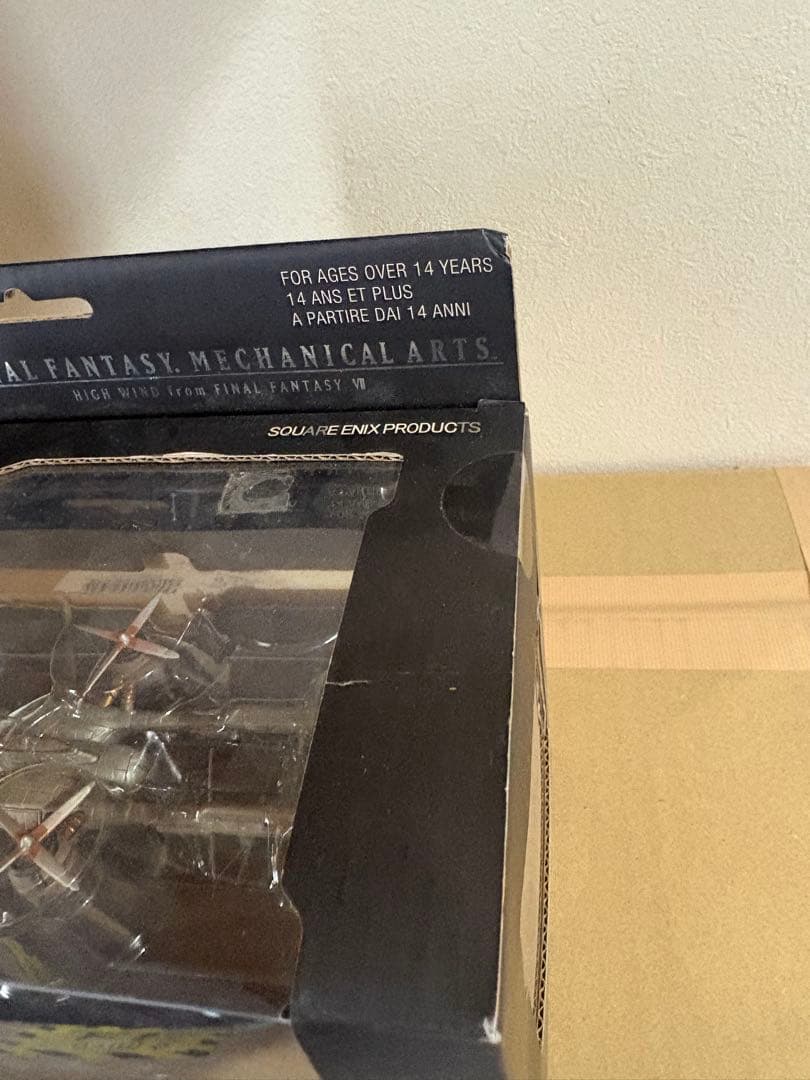 FOR AGES OVER 14 YEARS
14 ANS ET PLUS
A PARTIRE DAI 14 ANNI
AL FANTASY. MECHANICAL ARTS
HIGH WIND from FINAL FANTASY VII
SQUARE ENIX PRODUCTS